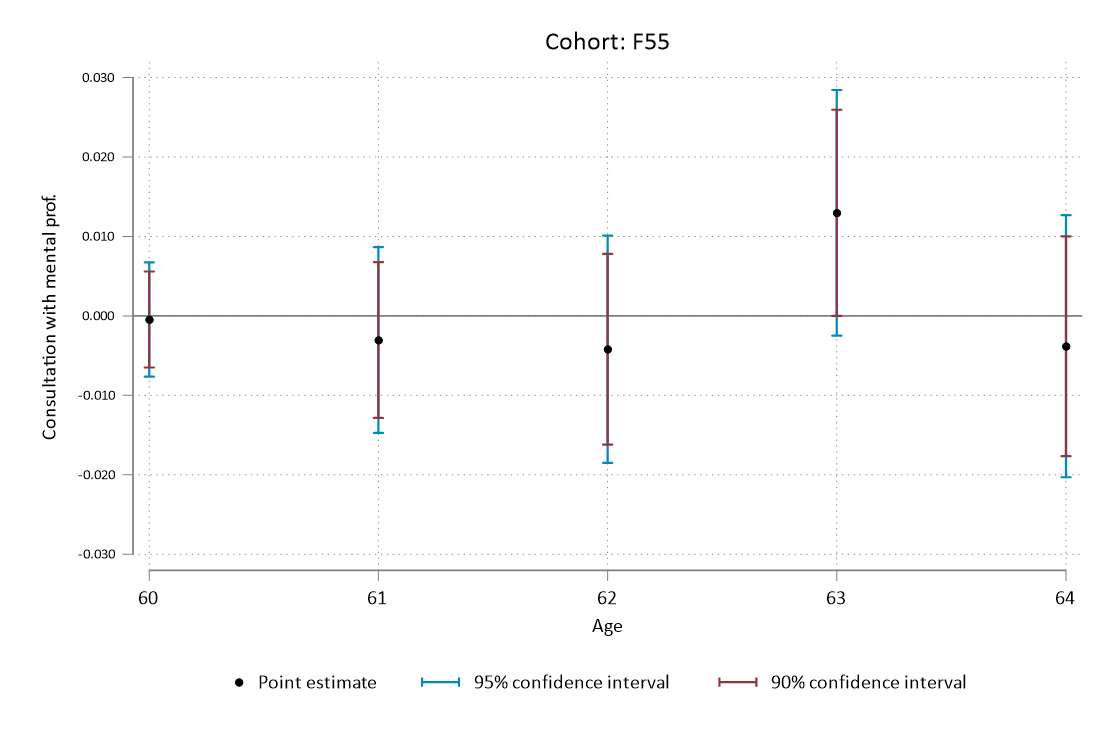 Cohort: F55
0.030
0.020
0.010
0.000
-0.010
-0.020
-0.030
Consultation with mental prof.
60 61 62 63 64
Age
Point estimate 95% confidence interval 90% confidence interval